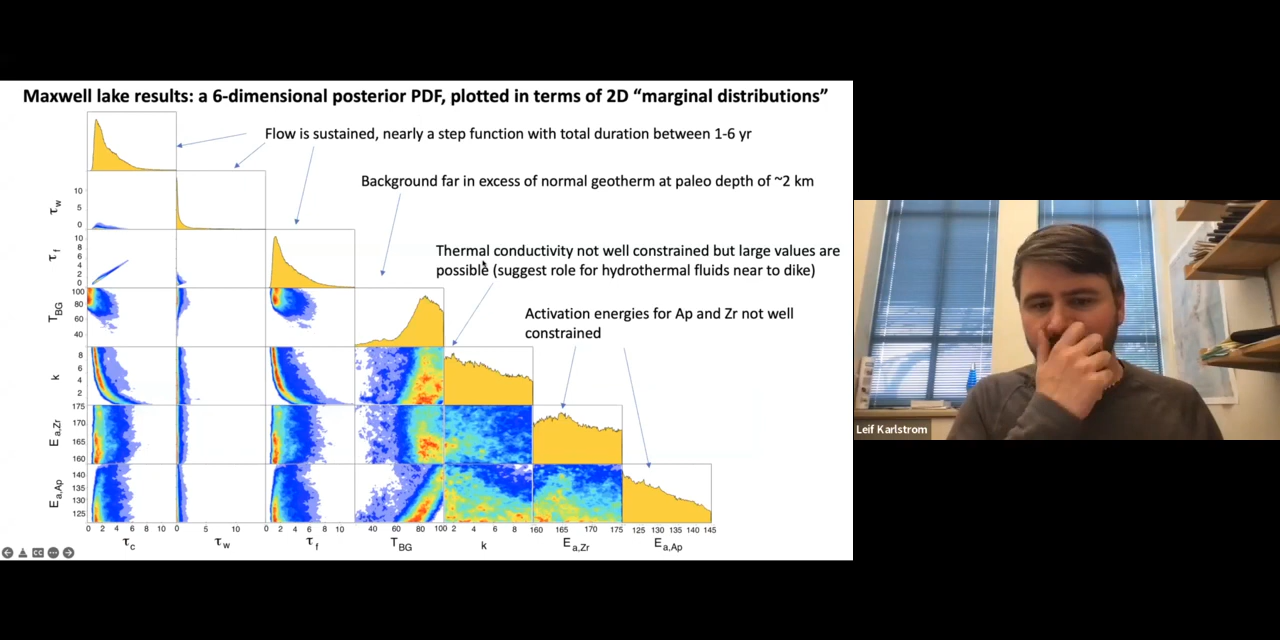 Maxwell lake results: a 6-dimensional posterior PDF, plotted in terms of 2D “marginal distributions”
Flow is sustained, nearly a step function with total duration between 1-6 yr
Background far in excess of normal geotherm at paleo depth of ~2 km
Thermal conductivity not well constrained but large values are
possible (suggest role for hydrothermal fluids near to dike)
Activation energies for Ap and Zr not well
constrained
τw
10
5
0
τf
10
8
6
4
2
0
TBG
100
80
60
40
k
8
6
4
2
Ea,Zr
175
170
165
160
Ea,Ap
140
135
130
125
0 2 4 6 8 10 0 5 10 0 2 4 6 8 10 40 60 80 100 2 4 6 8 160 165 170 175 125 130 135 140 145
τc τw τf TBG k Ea,Zr Ea,Ap
CC
Leif Karlstrom